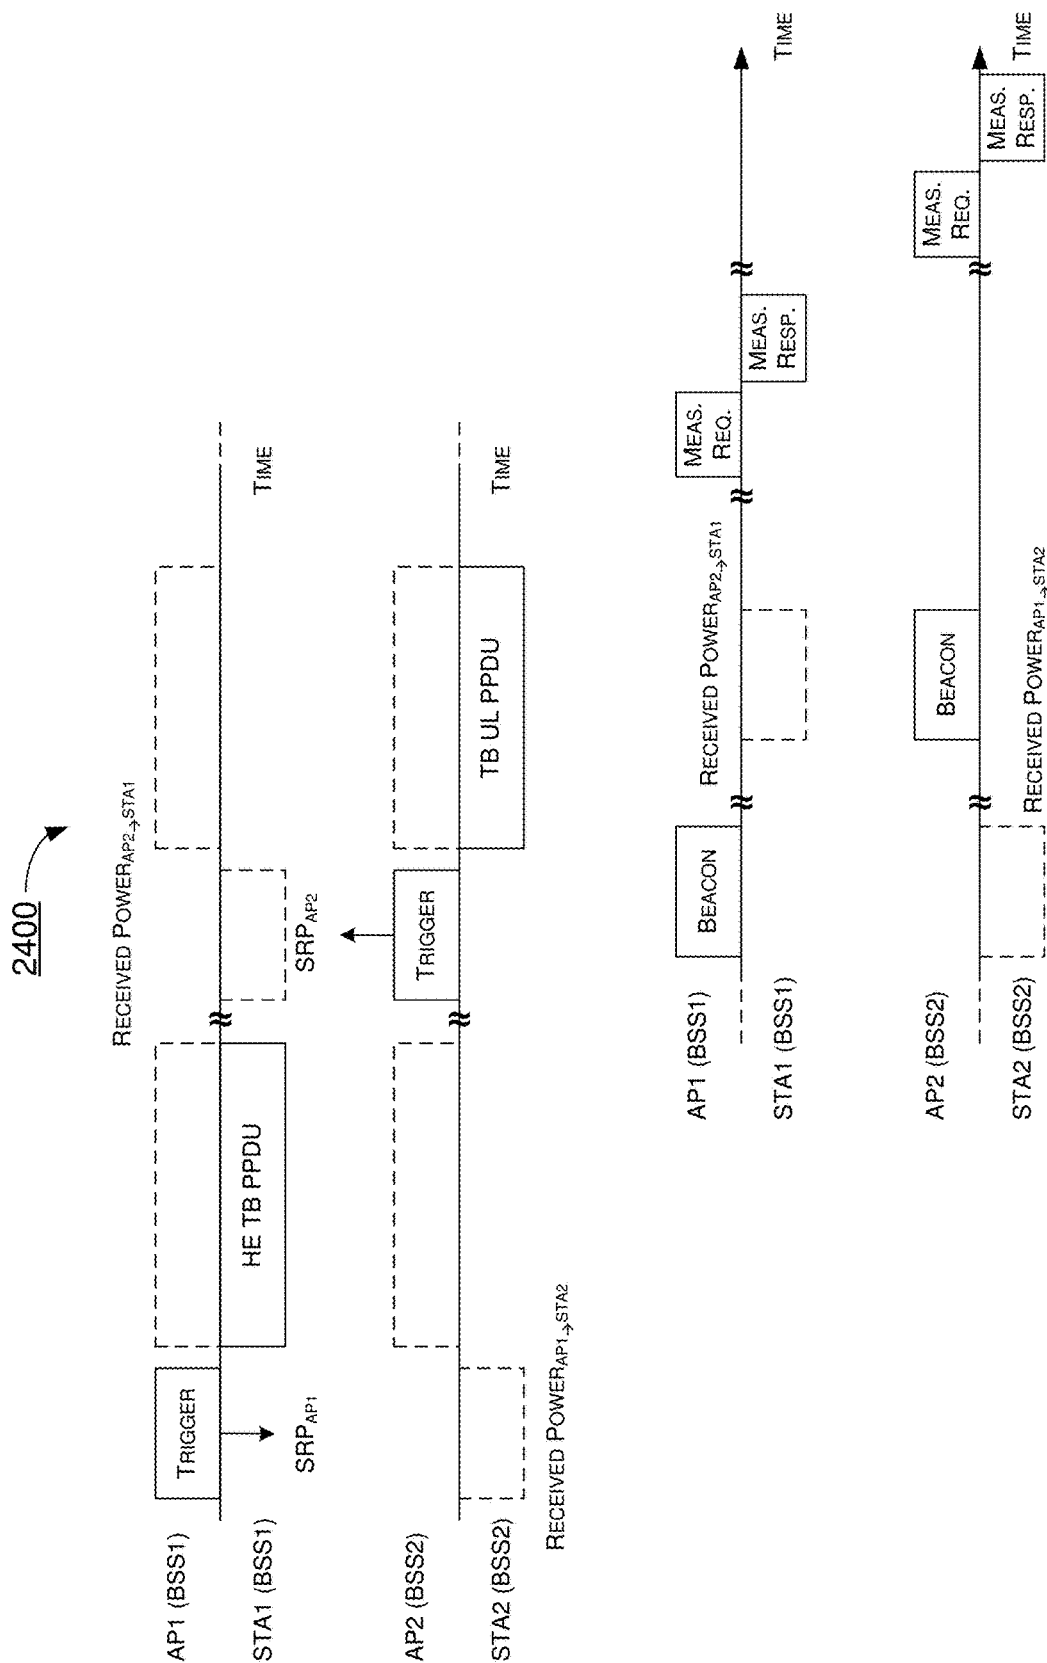 2400
RECEIVED POWER AP2→STA1
AP1 (BSS1)
TRIGGER
STA1 (BSS1)
HE TB PPDU
TIME
SRP AP1
SRP AP2
AP2 (BSS2)
TRIGGER
STA2 (BSS2)
TB UL PPDU
TIME
RECEIVED POWER AP1→STA2
AP1 (BSS1)
BEACON
RECEIVED POWER AP2→STA1
MEAS.
REQ.
STA1 (BSS1)
MEAS.
RESP.
TIME
AP2 (BSS2)
BEACON
MEAS.
REQ.
STA2 (BSS2)
RECEIVED POWER AP1→STA2
MEAS.
RESP.
TIME